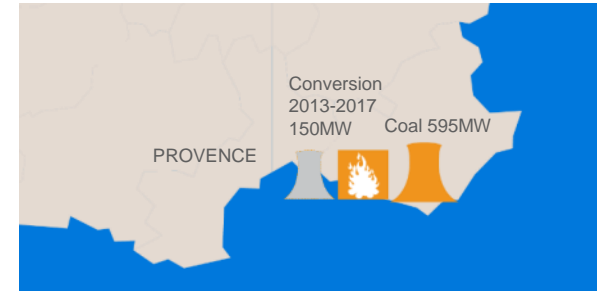 Conversion
2013-2017
150MW
Coal 595MW
PROVENCE